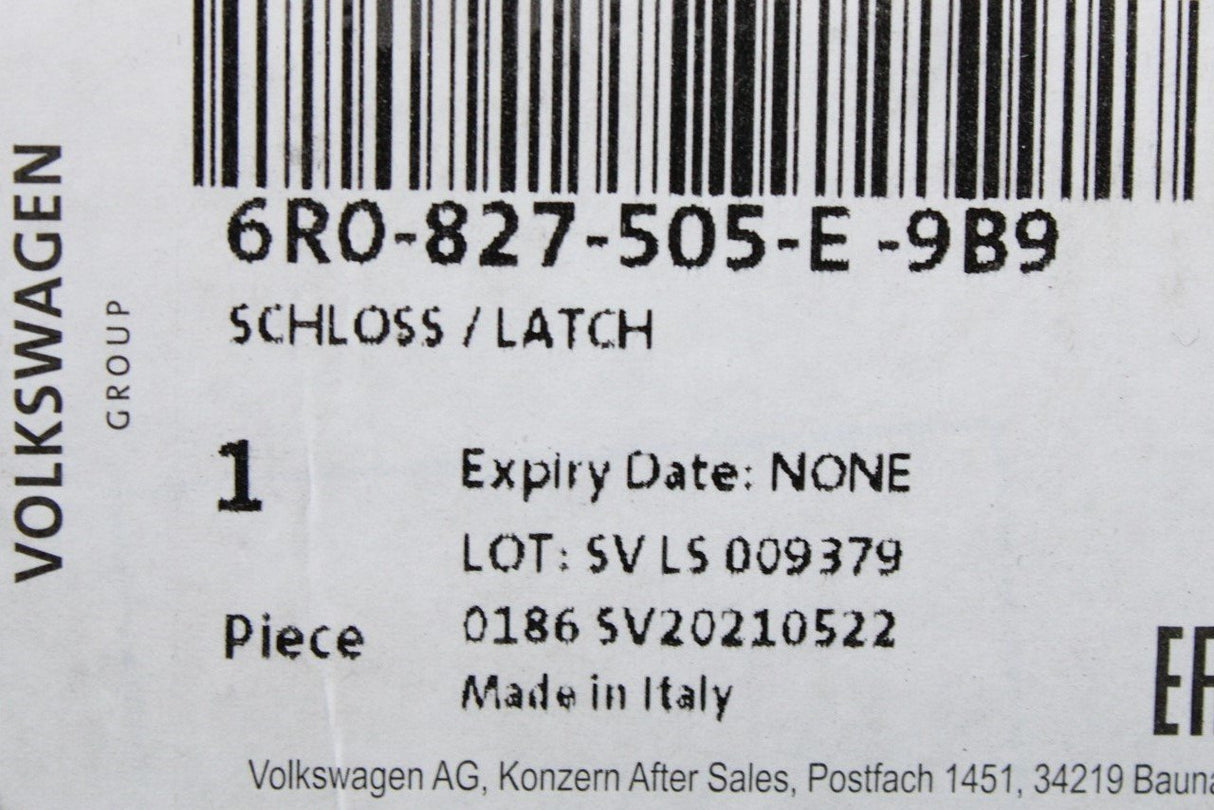 VOLKSWAGEN
GROUP
6R0-827-505-E -9B9
SCHLOSS / LATCH
1
Piece
Expiry Date: NONE
LOT: SV LS 009379
0186 SV20210522
Made in Italy
Volkswagen AG, Konzern After Sales, Postfach 1451, 34219